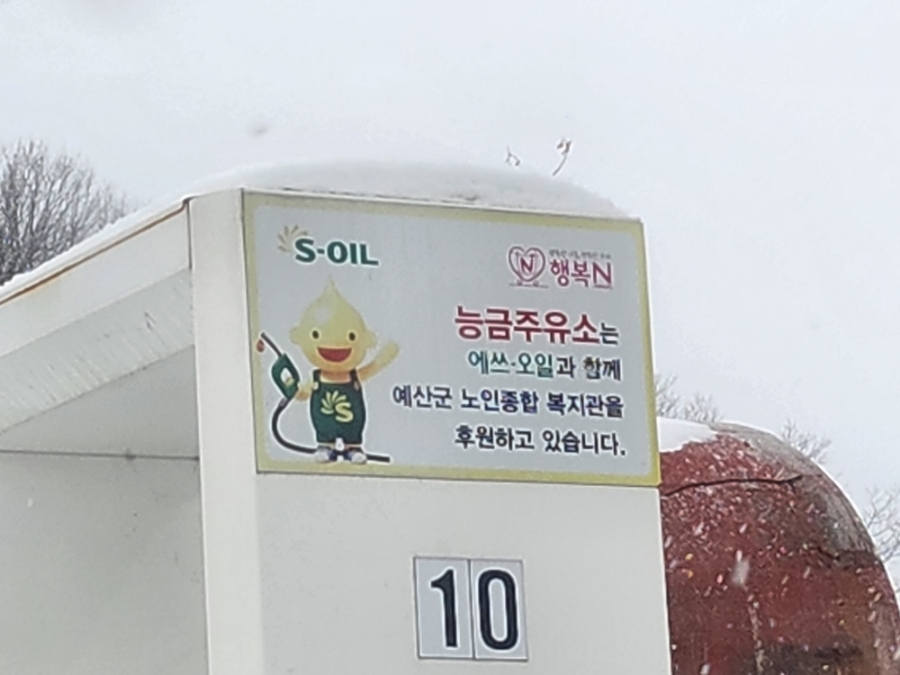 S-OIL
행복N
능금주유소는
에쓰-오일과 함께
예산군 노인종합 복지관을
후원하고 있습니다.
10